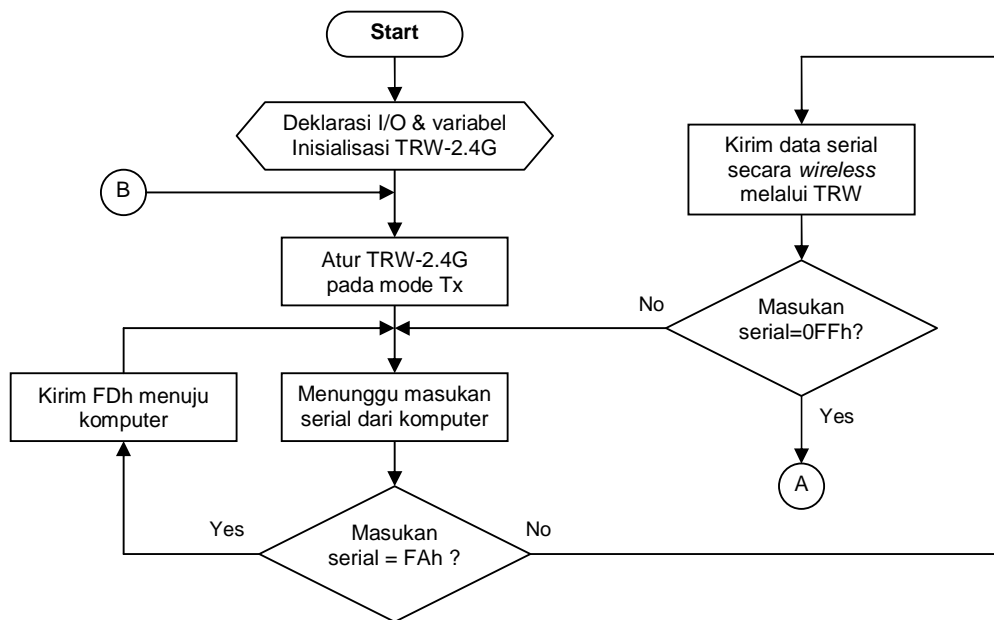 Start
Deklarasi I/O & variabel
Inisialisasi TRW-2.4G
B
Atur TRW-2.4G
pada mode Tx
Kirim FDh menuju
komputer
Menunggu masukan
serial dari komputer
Yes
Masukan
serial = FAh ?
No
Kirim data serial
secara wireless
melalui TRW
No
Masukan
serial=0FFh?
Yes
A